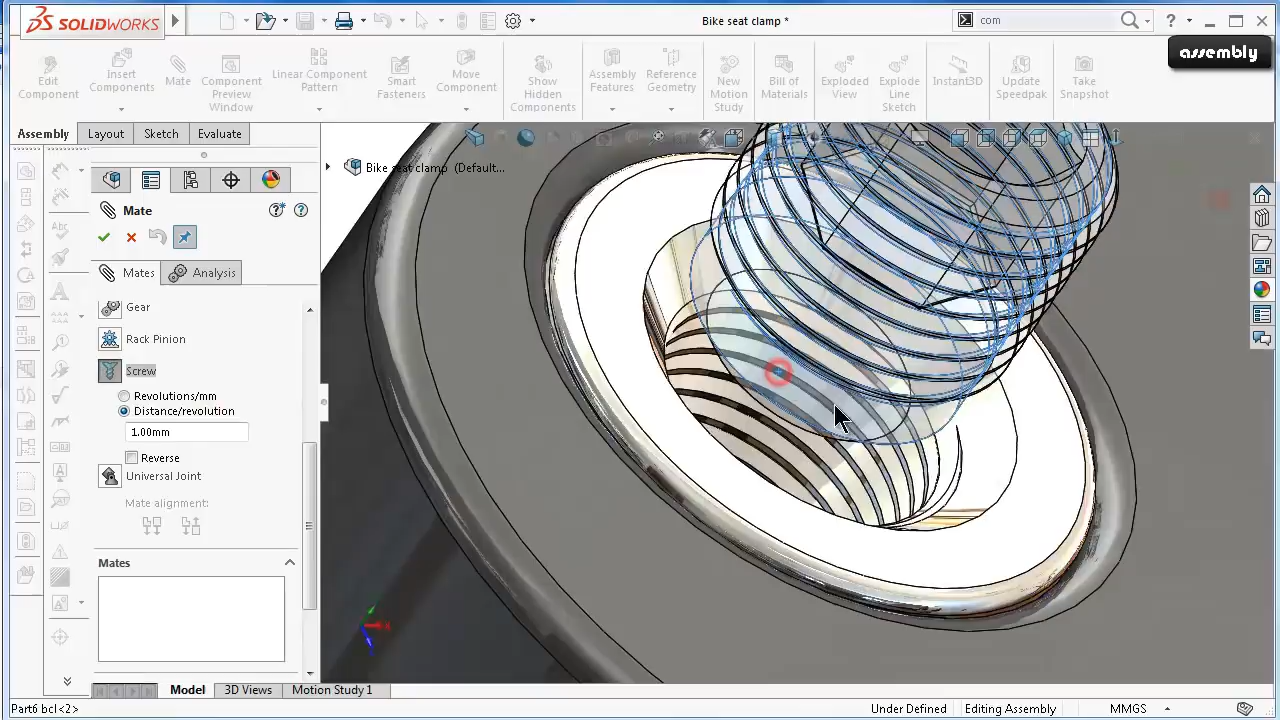 SOLIDWORKS
Bike seat clamp *
com
assembly
Edit Component
Insert Components
Mate
Component Preview Window
Linear Component Pattern
Smart Fasteners
Move Component
Show Hidden Components
Assembly Features
Reference Geometry
New Motion Study
Bill of Materials
Exploded View
Explode Line Sketch
Instant3D
Update Speedpak
Take Snapshot
Assembly
Layout
Sketch
Evaluate
Bike seat clamp (Default...
Mate
Mates
Analysis
Gear
Rack Pinion
Screw
Revolutions/mm
Distance/revolution
1.00mm
Reverse
Universal Joint
Mate alignment:
Mates
Model
3D Views
Motion Study 1
Part6 bcl<2>
Under Defined
Editing Assembly
MMGS